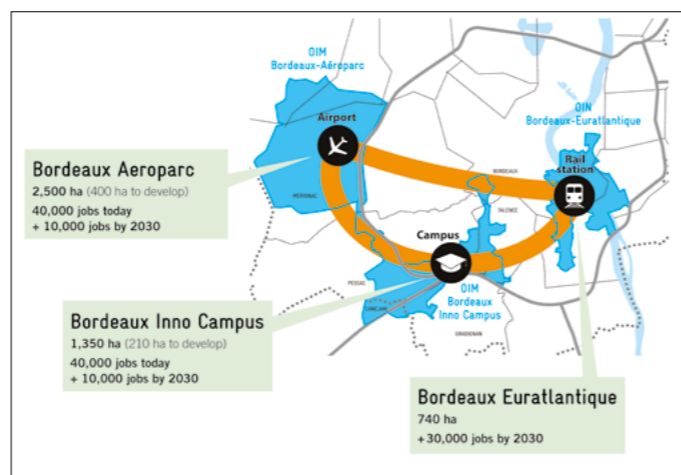 OIM
Bordeaux-Aéroparc
Airport
OIN
Bordeaux-Euratlantique
Rail
station
Bordeaux Aeroparc
2,500 ha (400 ha to develop)
40,000 jobs today
+ 10,000 jobs by 2030
MÉRIGNAC
BORDEAUX
TALENCE
Campus
PESSAC
OIM
Bordeaux
Inno Campus
GRADIGNAN
Bordeaux Inno Campus
1,350 ha (210 ha to develop)
40,000 jobs today
+ 10,000 jobs by 2030
Bordeaux Euratlantique
740 ha
+30,000 jobs by 2030